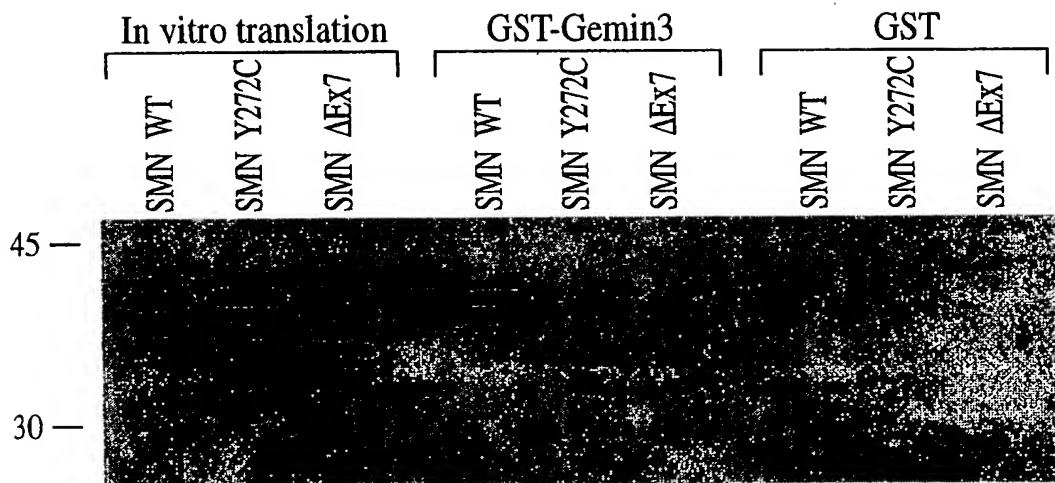 In vitro translation GST-Gemin3 GST
SMN WT
SMN Y272C
SMN ΔEx7
SMN WT
SMN Y272C
SMN ΔEx7
SMN WT
SMN Y272C
SMN ΔEx7
45
30